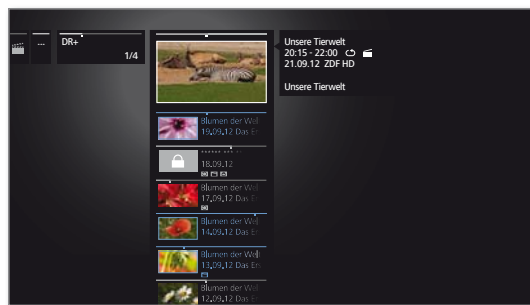 ...
DR+
1/4
Unsere Tierwelt
20:15 - 22:00
21.09.12 ZDF HD
Unsere Tierwelt
Blumen der Wel
19.09.12 Das Er
****** *** **
18.09.12
Blumen der Wel
17.09.12 Das Er
Blumen der Wel
14.09.12 Das Er
Blumen der Wel
13.09.12 Das Er
Blumen der Wel
12.09.12 Das Er